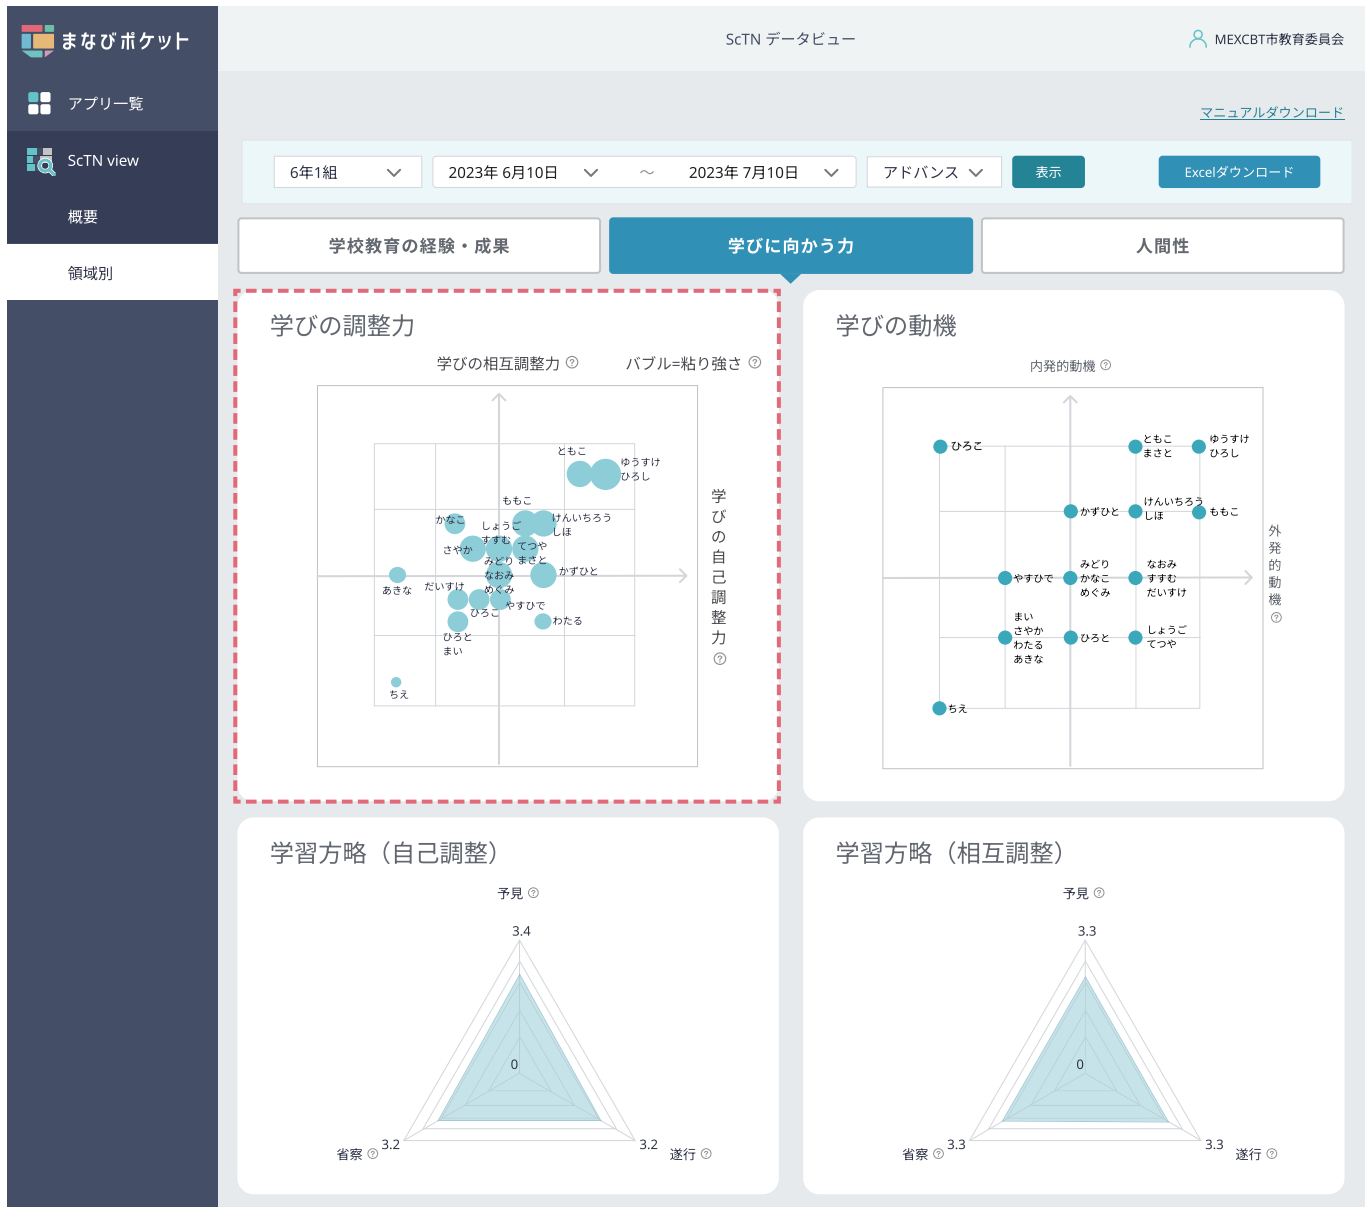 まなびポケット
ScTN データビュー
MEXCBT市教育委員会
アプリ一覧
ScTN view
概要
領域別
マニュアルダウンロード
6年1組
2023年 6月10日
～
2023年 7月10日
アドバンス
表示
Excelダウンロード
学校教育の経験・成果
学びに向かう力
人間性
学びの調整力
学びの相互調整力 ?
バブル=粘り強さ ?
ともこ
ゆうすけ
ひろし
ももこ
かなこ
しょうご
すすむ
けんいちろう
しほ
さやか
てつや
まさと
みどり
なおみ
めぐみ
かずひと
あきな
だいすけ
ひろこ
やすひで
わたる
ひろと
まい
ちえ
学びの自己調整力 ?
学びの動機
内発的動機 ?
ひろこ
ともこ
まさと
ゆうすけ
ひろし
かずひと
けんいちろう
しほ
ももこ
やすひで
みどり
かなこ
めぐみ
なおみ
すすむ
だいすけ
まい
さやか
わたる
あきな
ひろと
しょうご
てつや
ちえ
外発的動機 ?
学習方略（自己調整）
予見 ?
3.4
0
3.2
省察 ?
3.2
遂行 ?
学習方略（相互調整）
予見 ?
3.3
0
3.3
省察 ?
3.3
遂行 ?